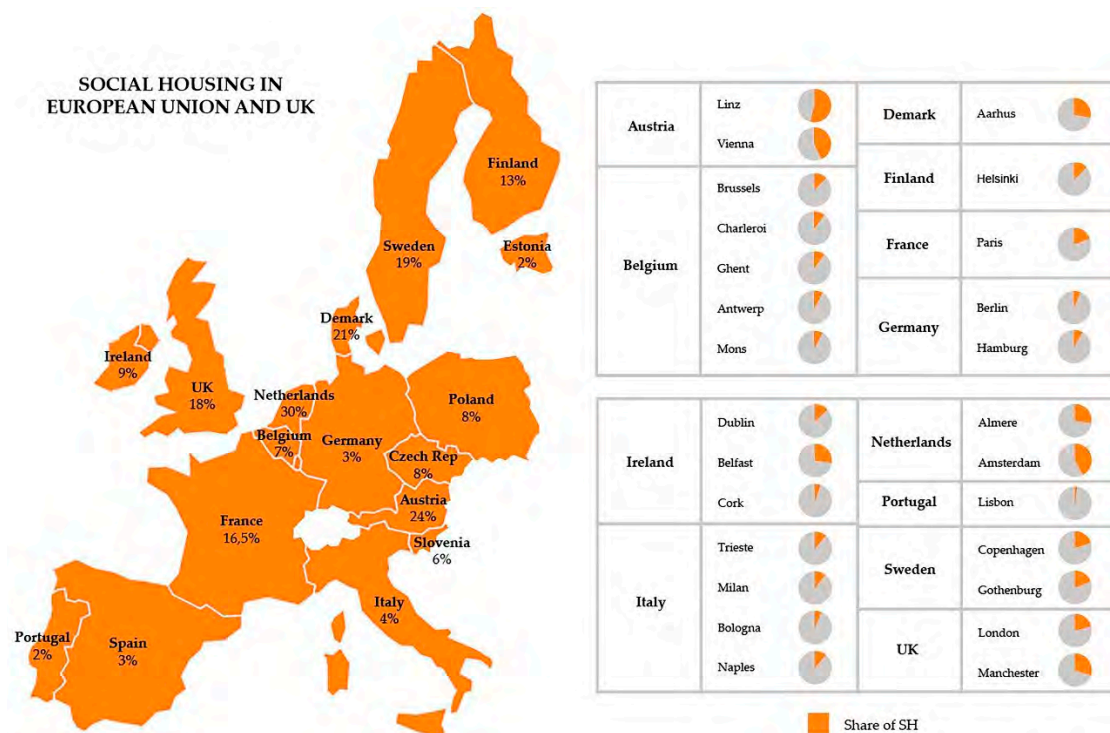 SOCIAL HOUSING IN
EUROPEAN UNION AND UK
Finland
13%
Sweden
19%
Estonia
2%
Demark
21%
Ireland
9%
UK
18%
Netherlands
30%
Belgium
7%
Germany
3%
Poland
8%
Czech Rep
8%
Austria
24%
France
16,5%
Slovenia
6%
Italy
4%
Portugal
2%
Spain
3%
Austria
Linz
Vienna
Belgium
Brussels
Charleroi
Ghent
Antwerp
Mons
Demark
Aarhus
Finland
Helsinki
France
Paris
Germany
Berlin
Hamburg
Ireland
Dublin
Belfast
Cork
Italy
Trieste
Milan
Bologna
Naples
Netherlands
Almere
Amsterdam
Portugal
Lisbon
Sweden
Copenhagen
Gothenburg
UK
London
Manchester
Share of SH